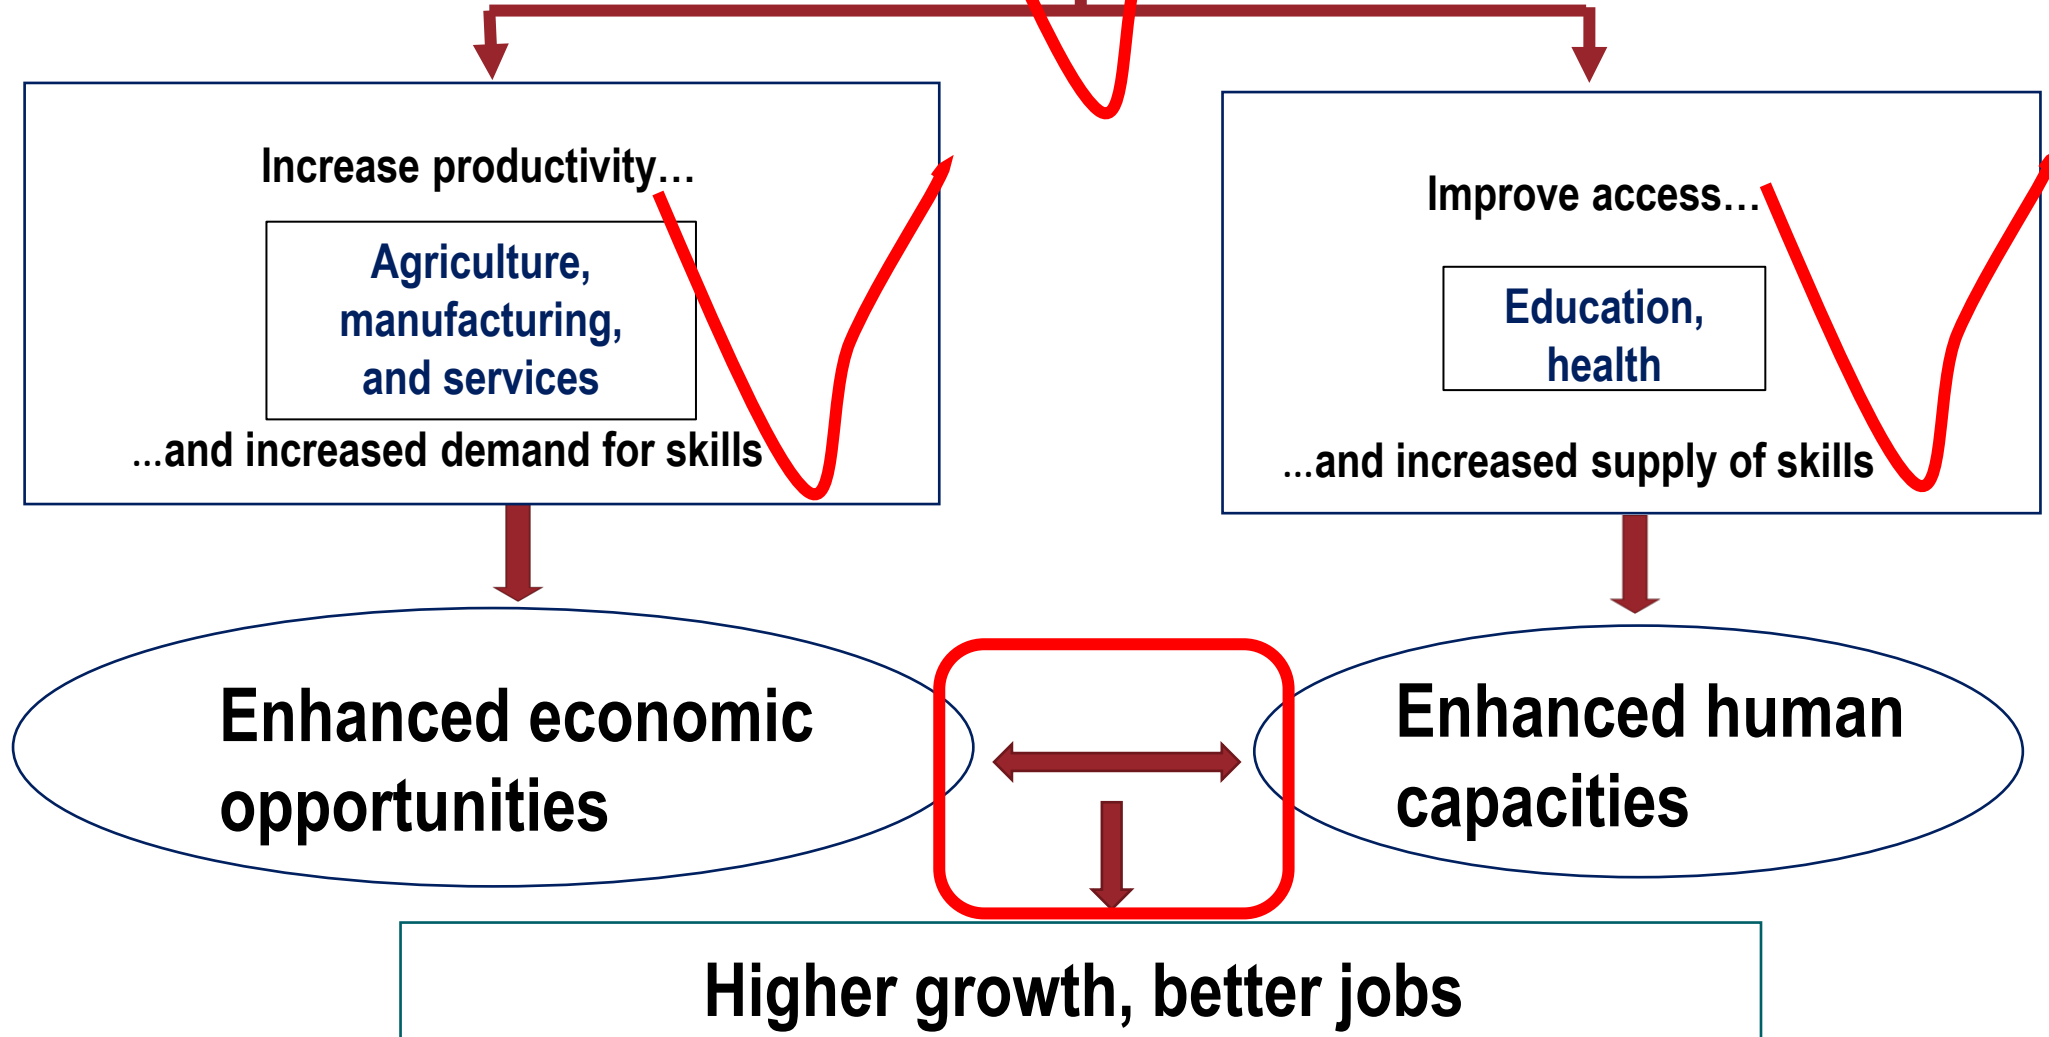 Increase productivity…
Agriculture,
manufacturing,
and services
...and increased demand for skills
Improve access…
Education,
health
...and increased supply of skills
Enhanced economic
opportunities
Enhanced human
capacities
Higher growth, better jobs